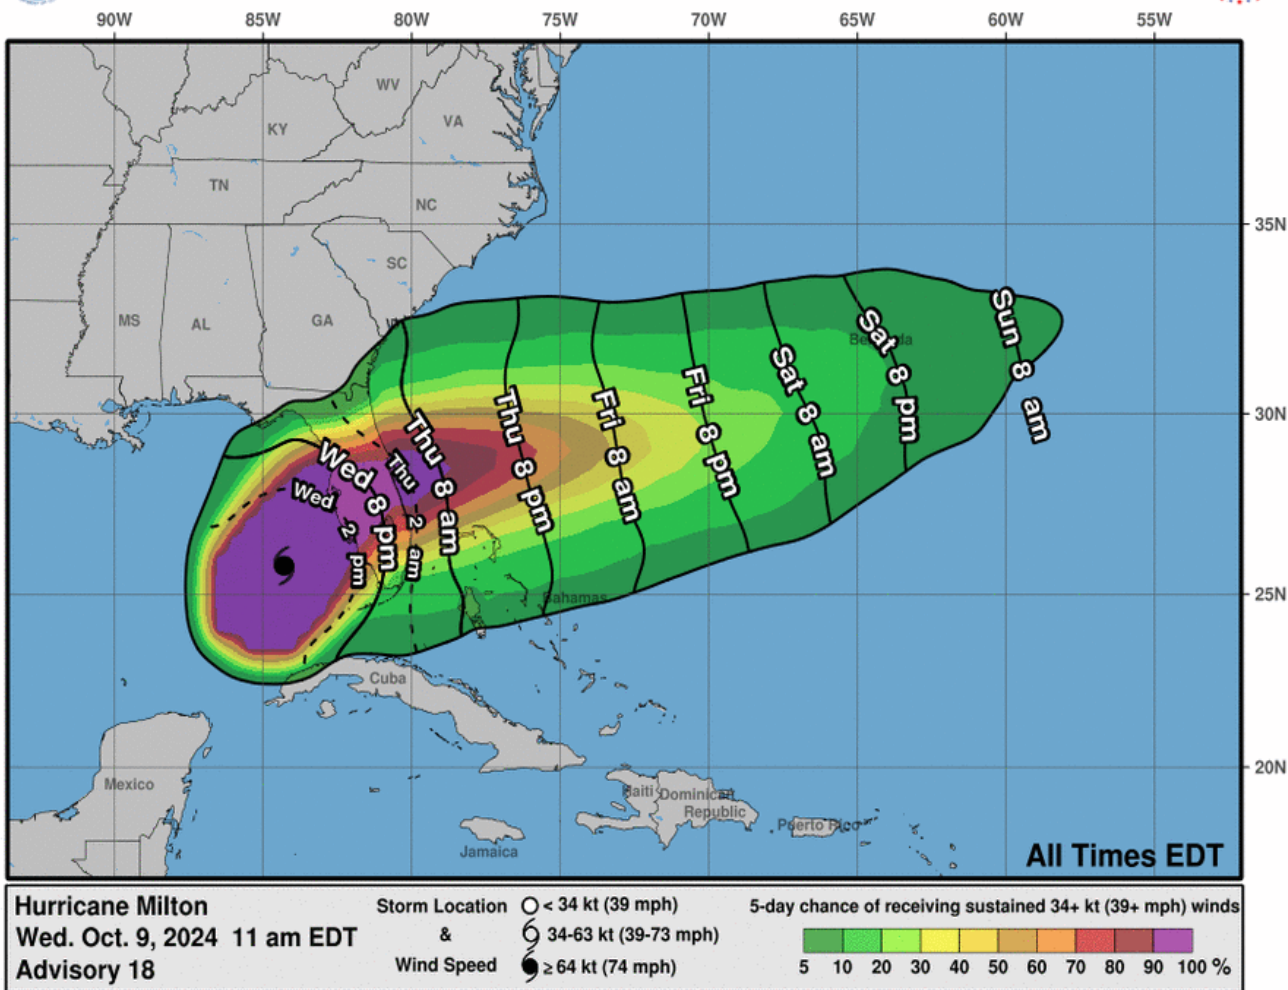 90W 85W 80W 75W 70W 65W 60W 55W
WV
KY
VA
TN
NC
35N
SC
MS
AL
GA
Sun 8 am
Sat 8 pm
Sat 8 am
Fri 8 pm
Fri 8 am
Thu 8 pm
Thu 8 am
30N
Wed 8 pm
Thu 2 am
Wed 2 pm
25N
Bahamas
Cuba
20N
Mexico
Haiti
Dominican
Republic
Puerto Rico
Jamaica
All Times EDT
Hurricane Milton
Wed. Oct. 9, 2024 11 am EDT
Advisory 18
Storm Location
&
Wind Speed
< 34 kt (39 mph)
34-63 kt (39-73 mph)
≥ 64 kt (74 mph)
5-day chance of receiving sustained 34+ kt (39+ mph) winds
5 10 20 30 40 50 60 70 80 90 100 %